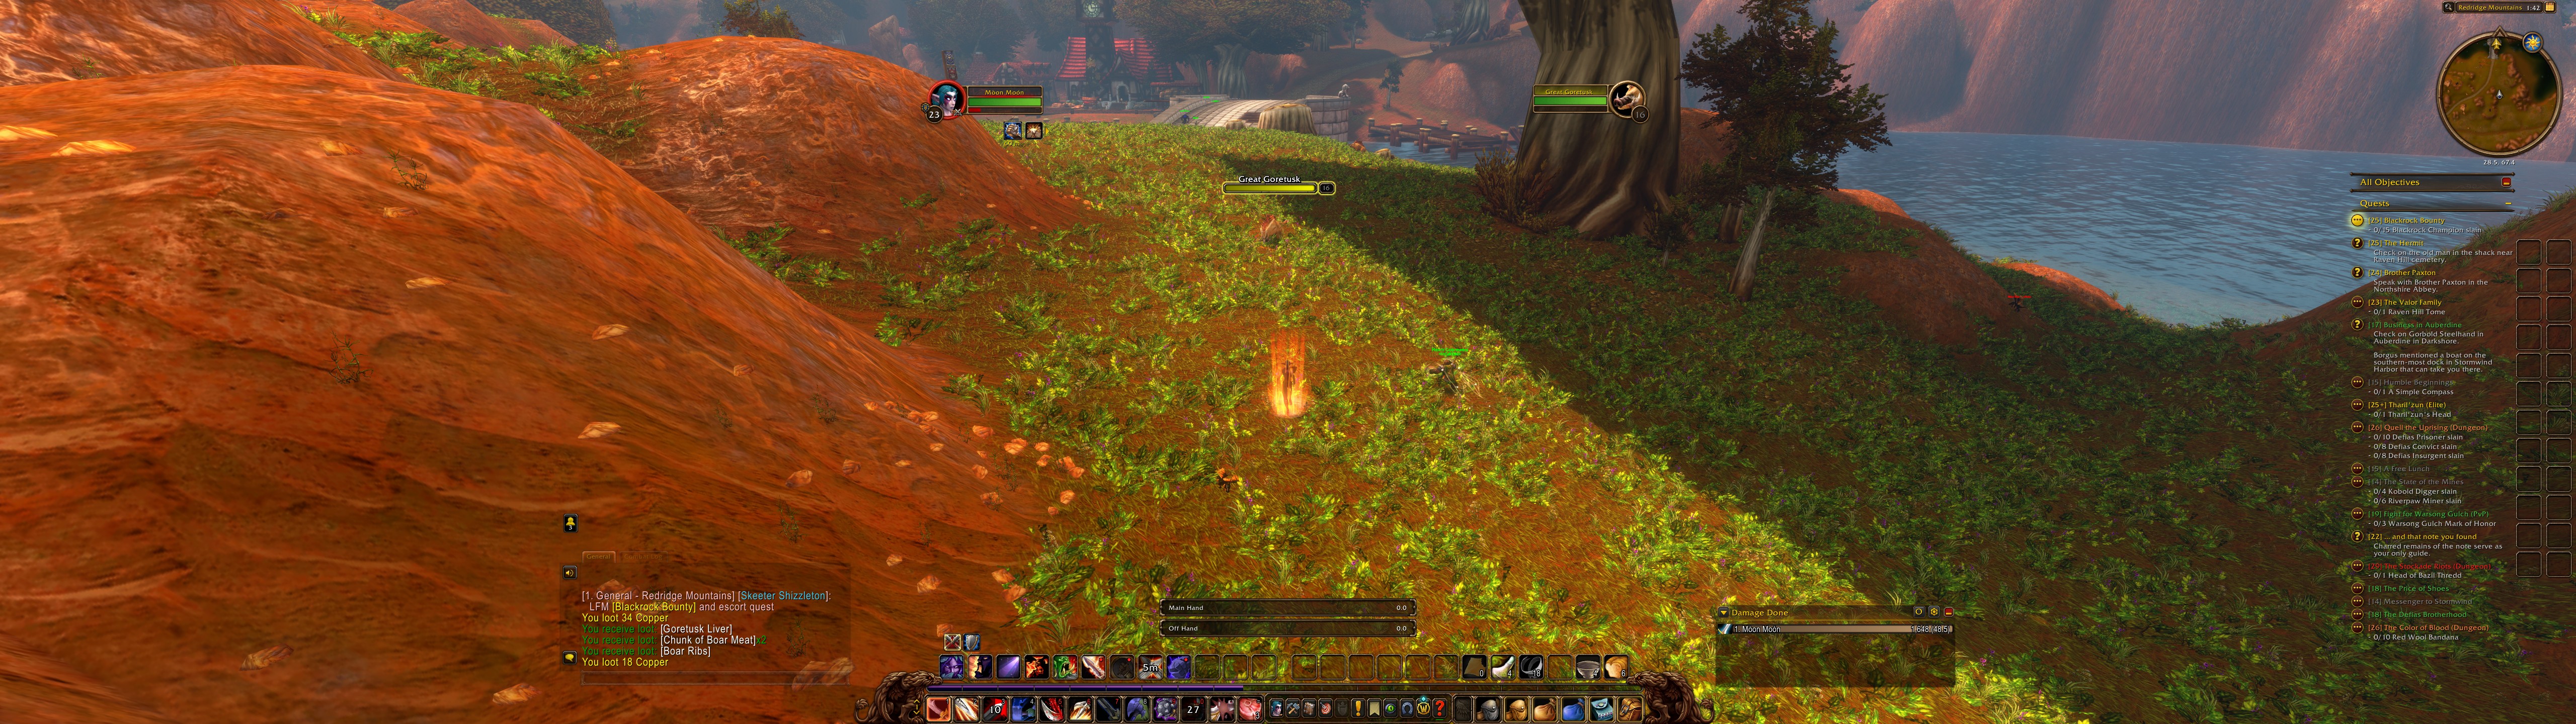 Redridge Mountains 1:42
Moon Moon
23
Great Goretusk
16
Great Goretusk
16
28.5, 67.4
All Objectives
Quests
[25] Blackrock Bounty
- 0/15 Blackrock Champion slain
[25] The Hermit
Check on the old man in the shack near
Raven Hill cemetery.
[24] Brother Paxton
Speak with Brother Paxton in the
Northshire Abbey.
[23] The Valor Family
- 0/1 Raven Hill Tome
[17] Business in Auberdine
Check on Gorbold Steelhand in
Auberdine in Darkshore.
Borgus mentioned a boat on the
southern-most dock in Stormwind
Harbor that can take you there.
[15] Humble Beginnings
- 0/1 A Simple Compass
[25+] Tharil'zun (Elite)
- 0/1 Tharil'zun's Head
[26] Quell the Uprising (Dungeon)
- 0/10 Defias Prisoner slain
- 0/8 Defias Convict slain
- 0/8 Defias Insurgent slain
[15] A Free Lunch
[14] The State of the Mines
- 0/4 Kobold Digger slain
- 0/6 Riverpaw Miner slain
[19] Fight for Warsong Gulch (PvP)
- 0/3 Warsong Gulch Mark of Honor
[22] ... and that note you found
Charred remains of the note serve as
your only guide.
- 0/1 Head of Bazil Thredd
[18] The Price of Shoes
[14] Messenger to Stormwind
[18] The Defias Brotherhood
[26] The Color of Blood (Dungeon)
- 0/10 Red Wool Bandana
General
[1. General - Redridge Mountains] [Skeeter Shizzleton]:
LFM [Blackrock Bounty] and escort quest
You loot 34 Copper
You receive loot: [Goretusk Liver]
You receive loot: [Chunk of Boar Meat]x2
You receive loot: [Boar Ribs]
You loot 18 Copper
Main Hand 0.0
Off Hand 0.0
Damage Done
1. Moon Moon
5m
0
4
18
6
10
27